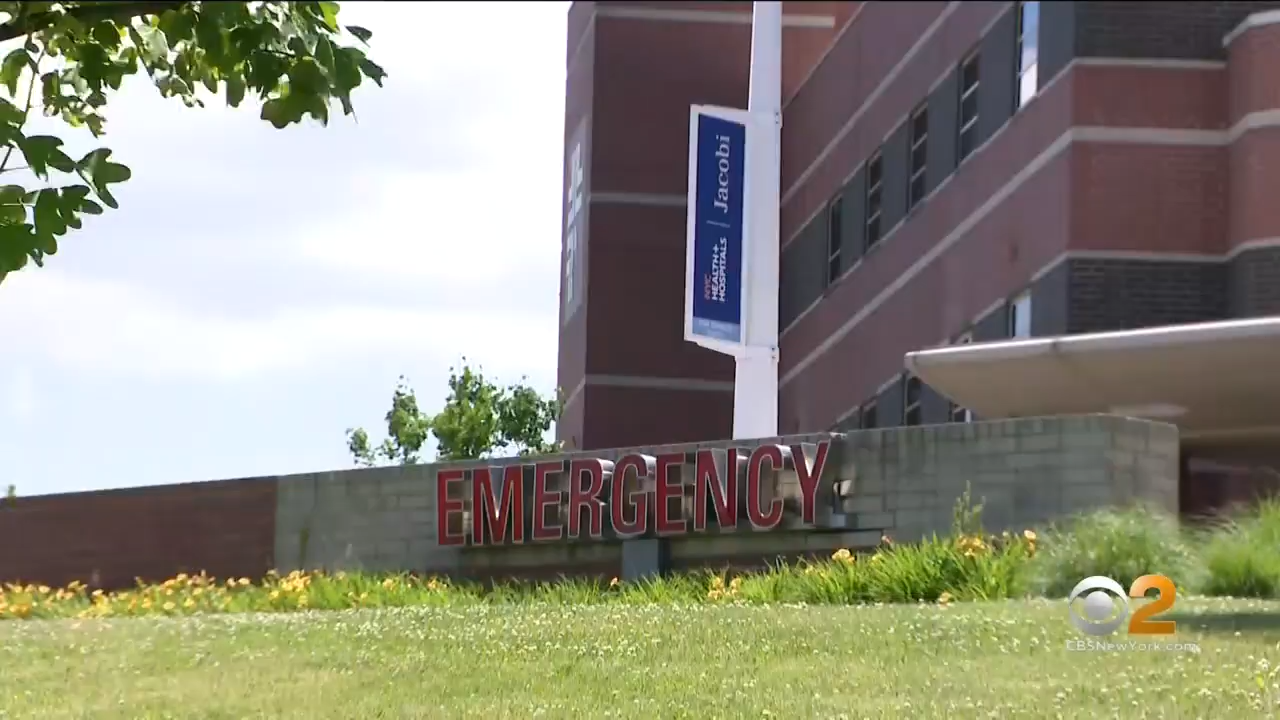 Jacobi
NYC
HEALTH+
HOSPITALS
EMERGENCY
2
CBSNewYork.com